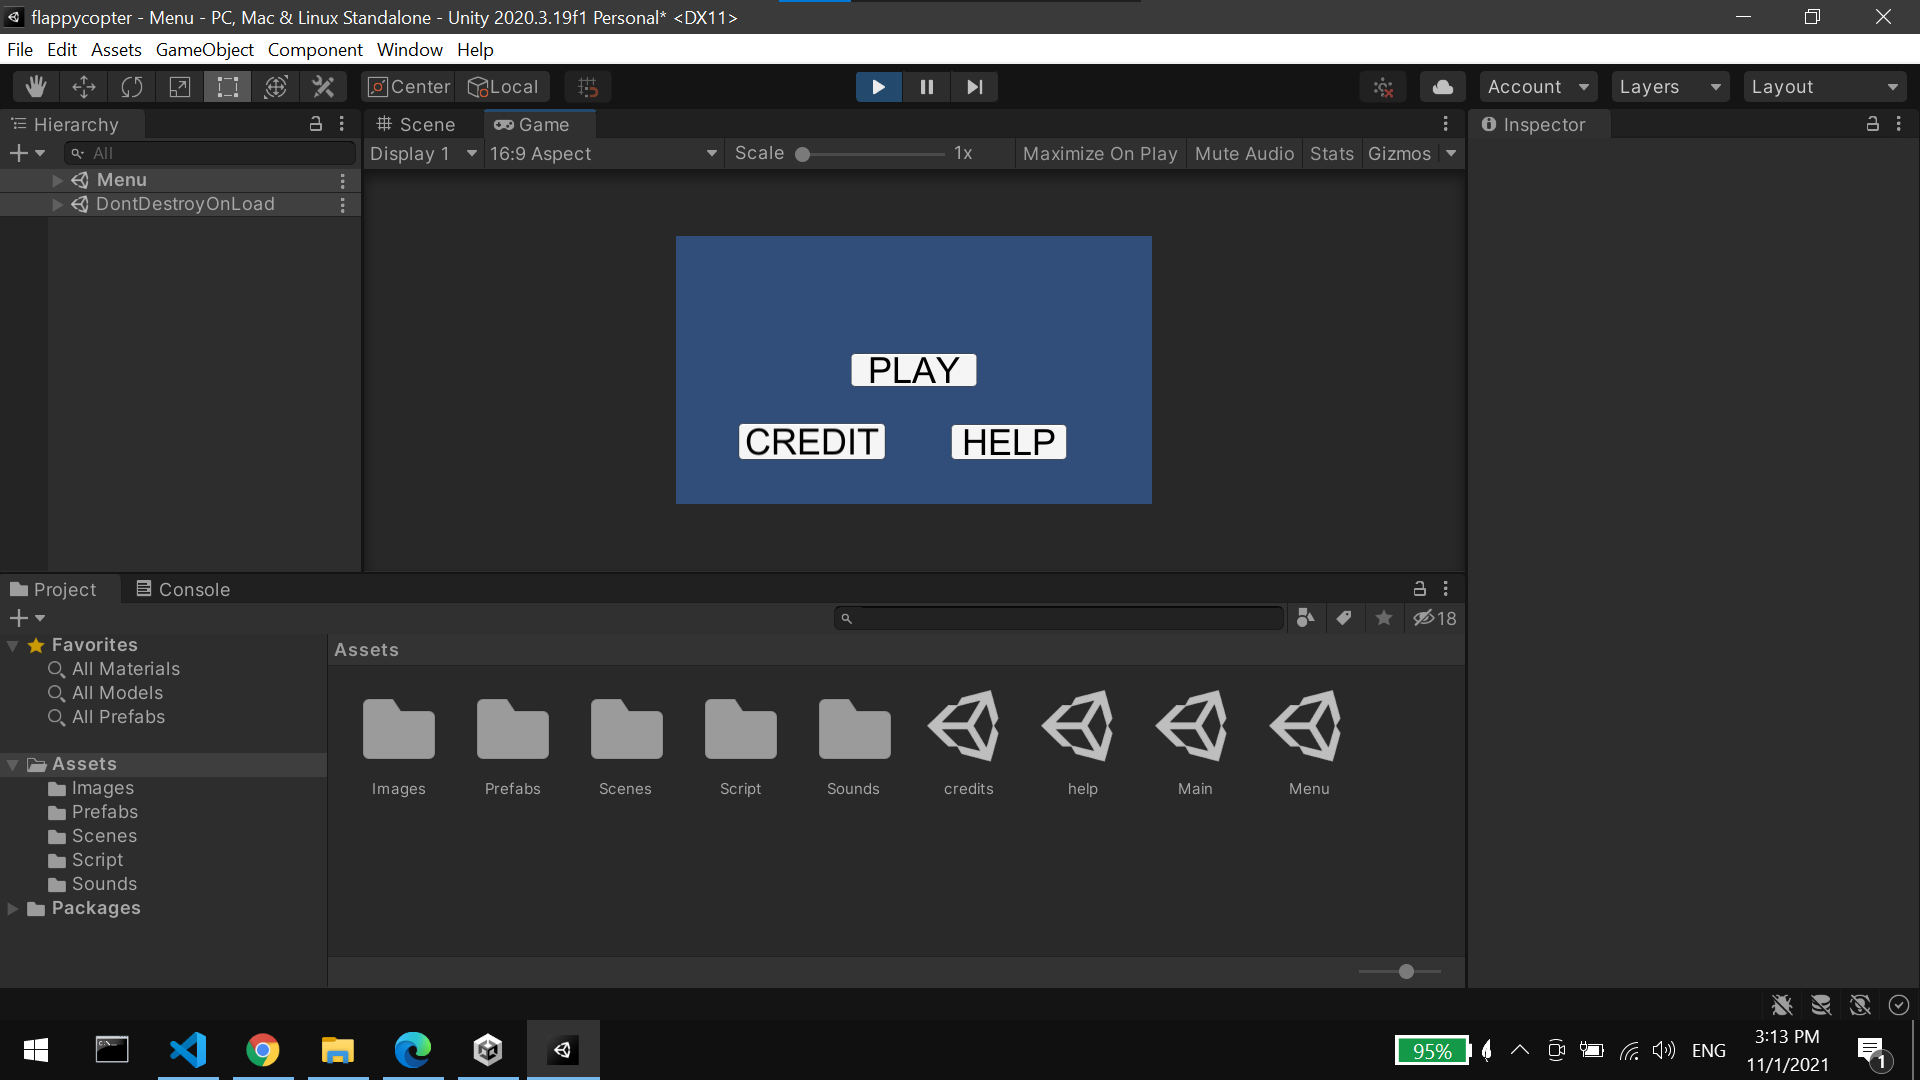 flappycopter - Menu - PC, Mac & Linux Standalone - Unity 2020.3.19f1 Personal* <DX11>
File Edit Assets GameObject Component Window Help
Center Local Account Layers Layout
Hierarchy
All
Menu
DontDestroyOnLoad
Scene Game
Display 1 16:9 Aspect Scale 1x Maximize On Play Mute Audio Stats Gizmos
PLAY
CREDIT HELP
Inspector
Project Console
18
Favorites
All Materials
All Models
All Prefabs
Assets
Images
Prefabs
Scenes
Script
Sounds
Packages
Assets
Images Prefabs Scenes Script Sounds credits help Main Menu
95% ENG 3:13 PM
11/1/2021
1